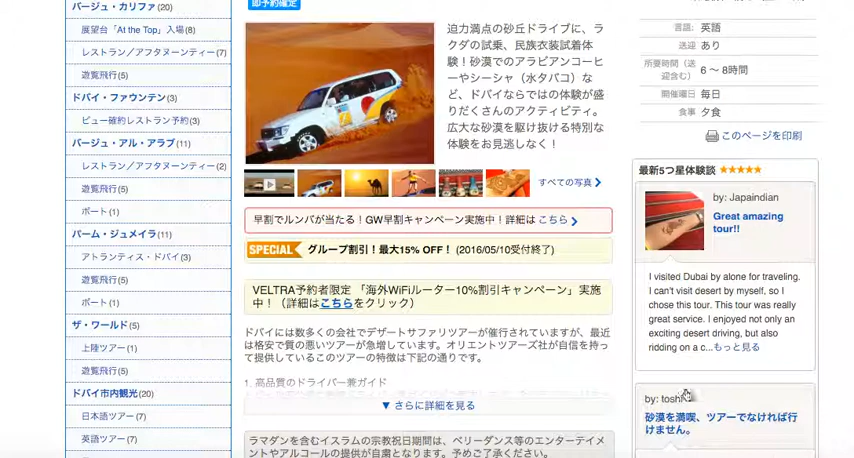 バージュ・カリファ (20)
展望台「At the Top」入場(8)
レストラン／アフタヌーンティー(7)
遊覧飛行(5)
ドバイ・ファウンテン(3)
ビュー確約レストラン予約(3)
バージュ・アル・アラブ(11)
レストラン／アフタヌーンティー(2)
遊覧飛行(5)
ボート(1)
パーム・ジュメイラ(11)
アトランティス・ドバイ(3)
遊覧飛行(5)
ボート(1)
ザ・ワールド(5)
上陸ツアー(1)
遊覧飛行(5)
ドバイ市内観光(20)
日本語ツアー(7)
英語ツアー(7)
即予約確定
迫力満点の砂丘ドライブに、ラ
クダの試乗、民族衣装試着体
験！砂漠でのアラビアンコーヒ
ーやシーシャ（水タバコ）な
ど、ドバイならではの体験が盛
りだくさんのアクティビティ。
広大な砂漠を駆け抜ける特別な
体験をお見逃しなく！
すべての写真
早割でルンバが当たる！GW早割キャンペーン実施中！詳細は こちら
SPECIAL グループ割引！最大15% OFF！ (2016/05/10受付終了)
VELTRA予約者限定 「海外WiFiルーター10%割引キャンペーン」実施
中！（詳細はこちらをクリック）
ドバイには数多くの会社でデザートサファリツアーが催行されていますが、最近
は格安で質の悪いツアーが急増しています。オリエントツアーズ社が自信を持っ
て提供しているこのツアーの特徴は下記の通りです。
1. 高品質のドライバー兼ガイド
▼ さらに詳細を見る
ラマダンを含むイスラムの宗教祝日期間は、ベリーダンス等のエンターテイメ
ントやアルコールの提供が自粛となります。予めご了承ください。
言語: 英語
送迎 あり
所要時間（送
迎含む） 6 ～ 8時間
開催曜日 毎日
食事 夕食
このページを印刷
最新5つ星体験談 ★★★★★
by: Japaindian
Great amazing
tour!!
I visited Dubai by alone for traveling.
I can't visit desert by myself, so I
chose this tour. This tour was really
great service. I enjoyed not only an
exciting desert driving, but also
ridding on a c...もっと見る
by: toshi
砂漠を満喫、ツアーでなければ行
けません。